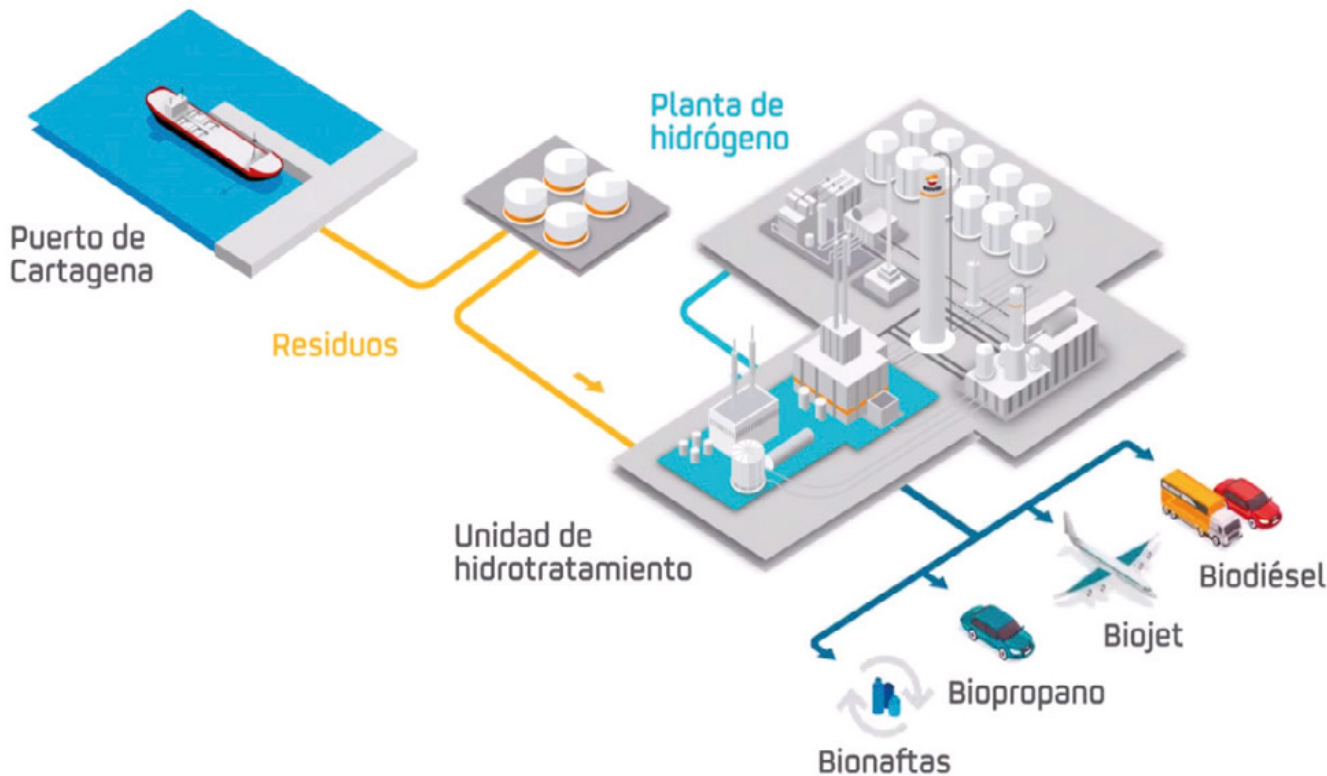 Planta de
hidrógeno
Puerto de
Cartagena
Residuos
Unidad de
hidrotratamiento
Biodiésel
Biojet
Biopropano
Bionaftas